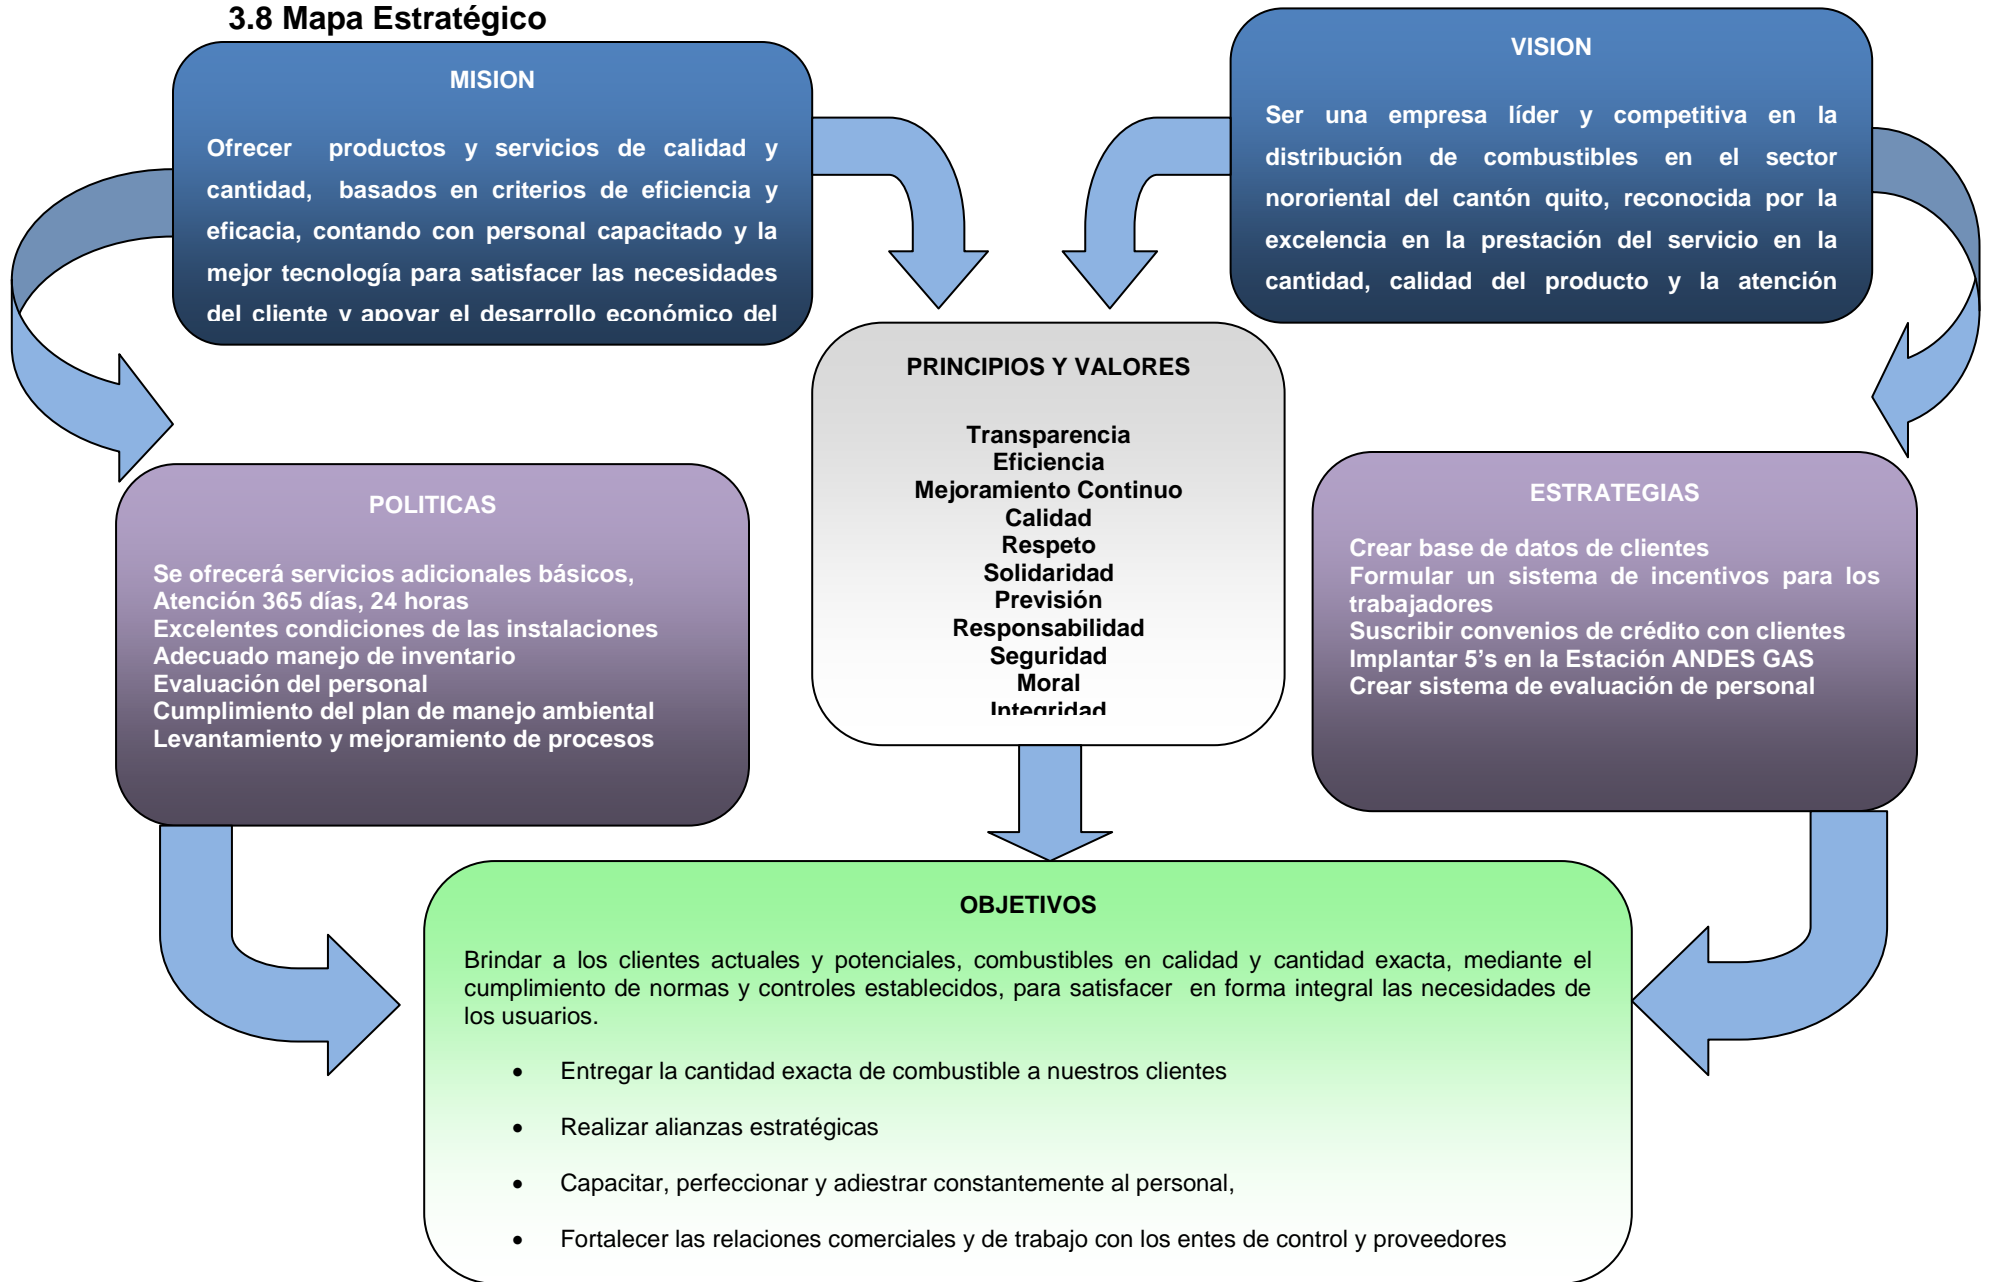 3.8 Mapa Estratégico
MISION
Ofrecer productos y servicios de calidad y
cantidad, basados en criterios de eficiencia y
eficacia, contando con personal capacitado y la
mejor tecnología para satisfacer las necesidades
del cliente y apoyar el desarrollo económico del
VISION
Ser una empresa líder y competitiva en la
distribución de combustibles en el sector
nororiental del cantón quito, reconocida por la
excelencia en la prestación del servicio en la
cantidad, calidad del producto y la atención
PRINCIPIOS Y VALORES
Transparencia
Eficiencia
Mejoramiento Continuo
Calidad
Respeto
Solidaridad
Previsión
Responsabilidad
Seguridad
Moral
Integridad
POLITICAS
Se ofrecerá servicios adicionales básicos,
Atención 365 días, 24 horas
Excelentes condiciones de las instalaciones
Adecuado manejo de inventario
Evaluación del personal
Cumplimiento del plan de manejo ambiental
Levantamiento y mejoramiento de procesos
ESTRATEGIAS
Crear base de datos de clientes
Formular un sistema de incentivos para los
trabajadores
Suscribir convenios de crédito con clientes
Implantar 5’s en la Estación ANDES GAS
Crear sistema de evaluación de personal
OBJETIVOS
Brindar a los clientes actuales y potenciales, combustibles en calidad y cantidad exacta, mediante el
cumplimiento de normas y controles establecidos, para satisfacer en forma integral las necesidades de
los usuarios.
• Entregar la cantidad exacta de combustible a nuestros clientes
• Realizar alianzas estratégicas
• Capacitar, perfeccionar y adiestrar constantemente al personal,
• Fortalecer las relaciones comerciales y de trabajo con los entes de control y proveedores